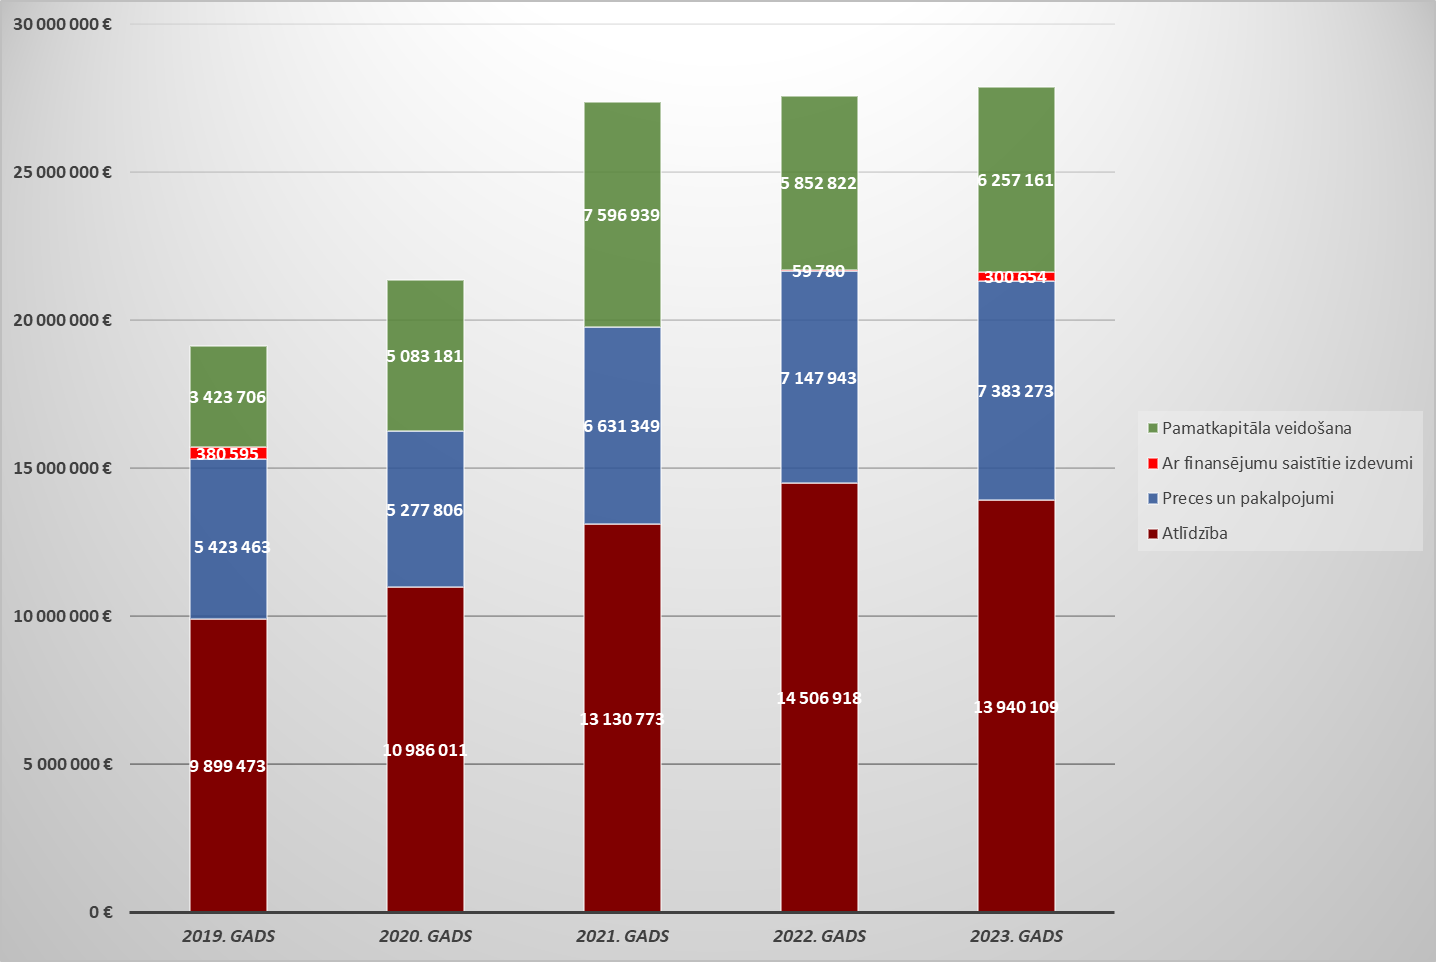 30 000 000 €
25 000 000 €
20 000 000 €
15 000 000 €
10 000 000 €
5 000 000 €
0 €
3 423 706
380 595
5 423 463
9 899 473
5 083 181
5 277 806
10 986 011
7 596 939
6 631 349
13 130 773
5 852 822
59 780
7 147 943
14 506 918
6 257 161
300 654
7 383 273
13 940 109
2019. GADS
2020. GADS
2021. GADS
2022. GADS
2023. GADS
Pamatkapitāla veidošana
Ar finansējumu saistītie izdevumi
Preces un pakalpojumi
Atlīdzība